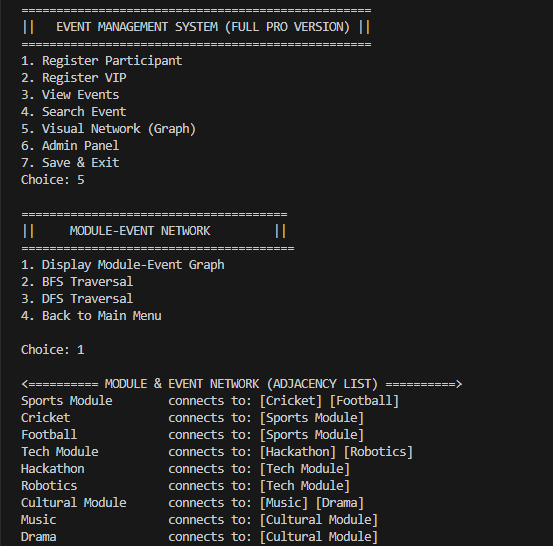 ==================================================
||   EVENT MANAGEMENT SYSTEM (FULL PRO VERSION) ||
==================================================
1. Register Participant
2. Register VIP
3. View Events
4. Search Event
5. Visual Network (Graph)
6. Admin Panel
7. Save & Exit
Choice: 5

======================================
||     MODULE-EVENT NETWORK         ||
=======================================
1. Display Module-Event Graph
2. BFS Traversal
3. DFS Traversal
4. Back to Main Menu

Choice: 1

<========== MODULE & EVENT NETWORK (ADJACENCY LIST) ==========>
Sports Module        connects to: [Cricket] [Football]
Cricket              connects to: [Sports Module]
Football             connects to: [Sports Module]
Tech Module          connects to: [Hackathon] [Robotics]
Hackathon            connects to: [Tech Module]
Robotics             connects to: [Tech Module]
Cultural Module      connects to: [Music] [Drama]
Music                connects to: [Cultural Module]
Drama                connects to: [Cultural Module]